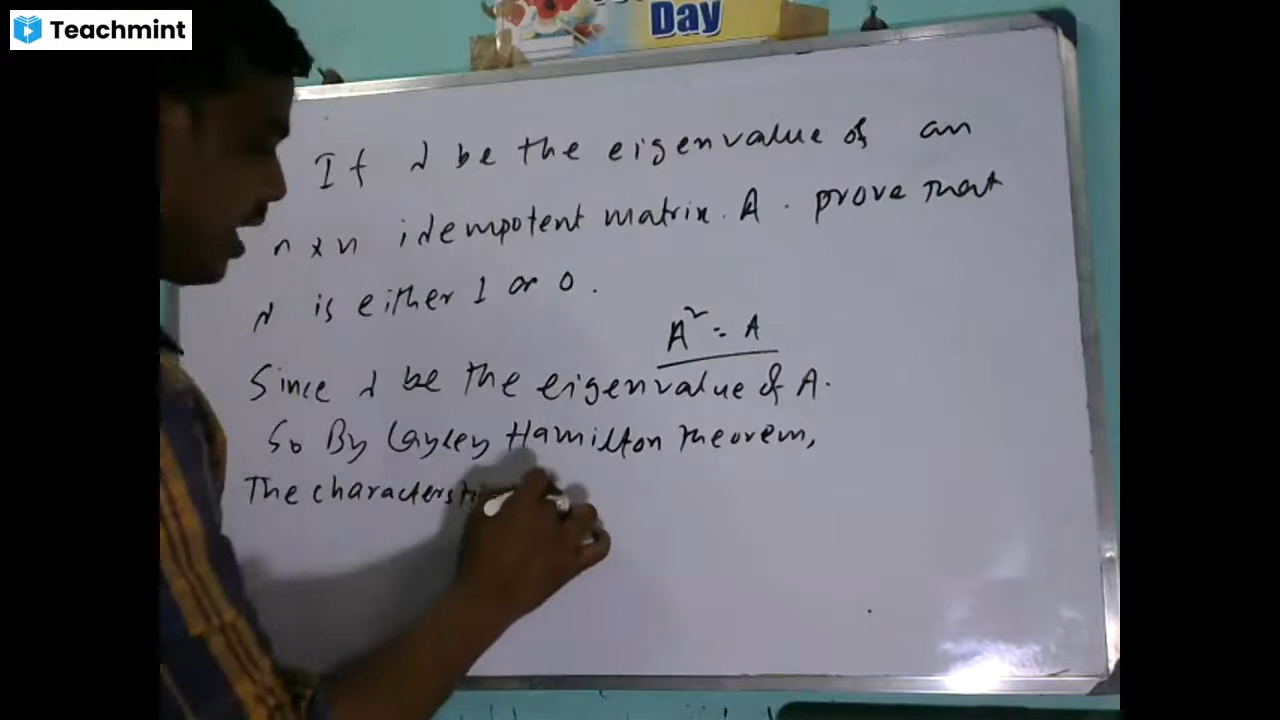 Teachmint
Day
If λ be the eigenvalue of an
n x n idempotent matrix. A. prove that
λ is either 1 or 0.
A² = A
Since λ be the eigenvalue of A.
So By Cayley Hamilton theorem,
The characters